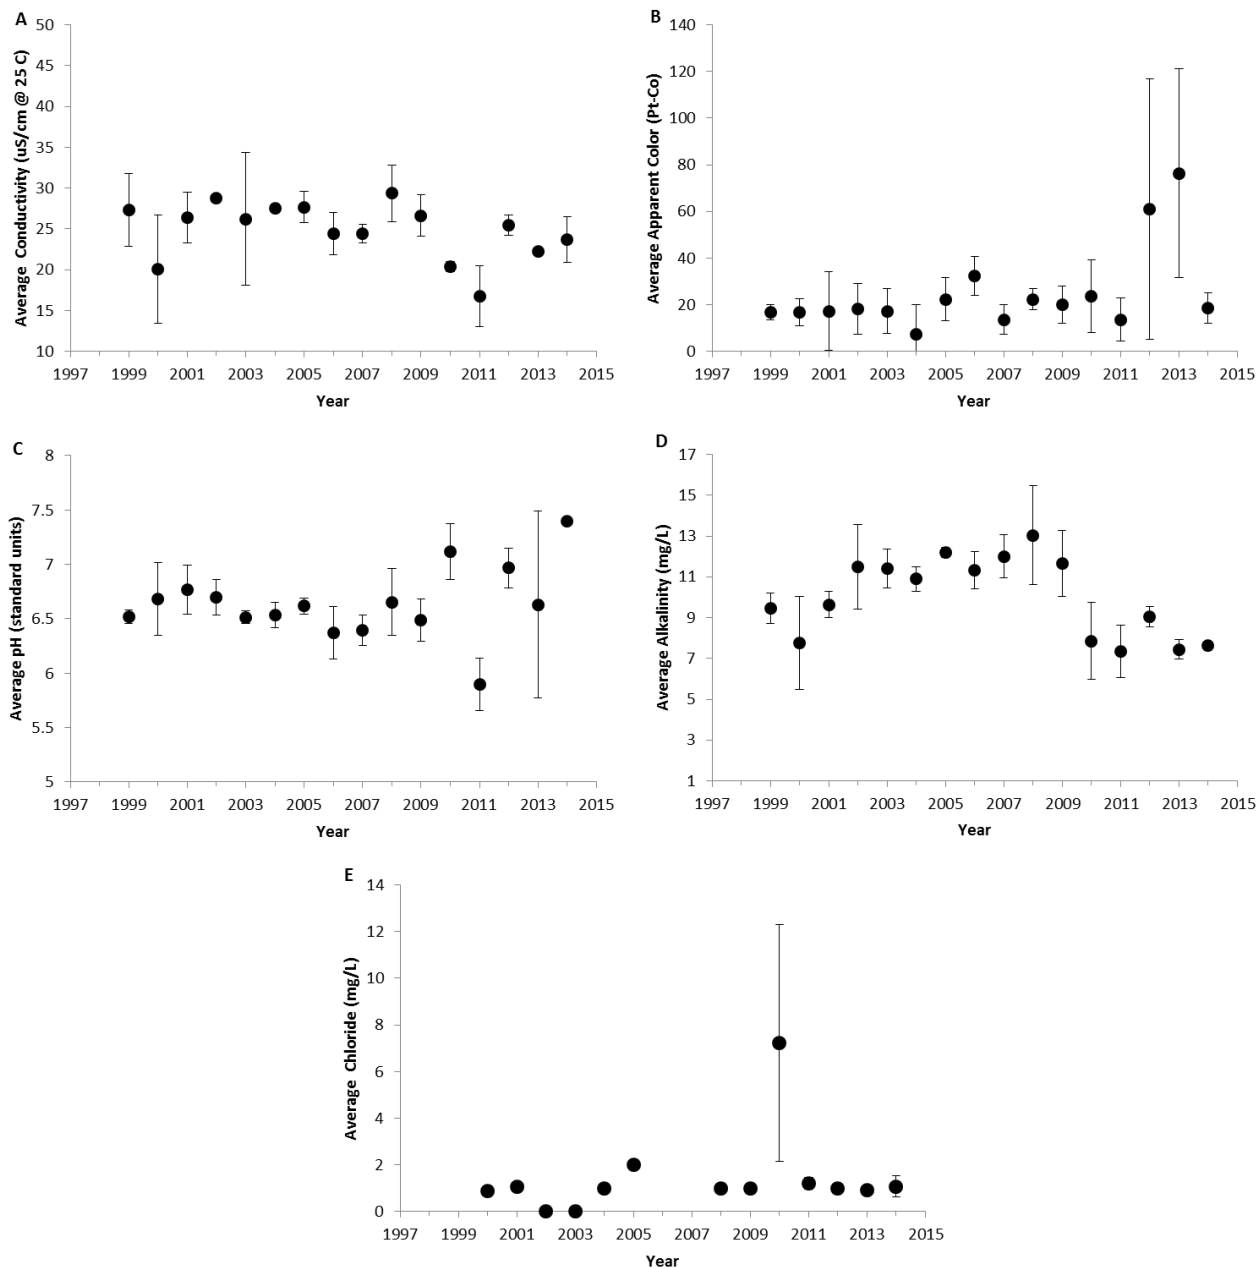 A
50
45
40
35
30
25
20
15
10
Average Conductivity (uS/cm @ 25 C)
1997 1999 2001 2003 2005 2007 2009 2011 2013 2015
Year
B
140
120
100
80
60
40
20
0
Average Apparent Color (Pt-Co)
1997 1999 2001 2003 2005 2007 2009 2011 2013 2015
Year
C
8
7.5
7
6.5
6
5.5
5
Average pH (standard units)
1997 1999 2001 2003 2005 2007 2009 2011 2013 2015
Year
D
17
15
13
11
9
7
5
3
1
Average Alkalinity (mg/L)
1997 1999 2001 2003 2005 2007 2009 2011 2013 2015
Year
E
14
12
10
8
6
4
2
0
Average Chloride (mg/L)
1997 1999 2001 2003 2005 2007 2009 2011 2013 2015
Year